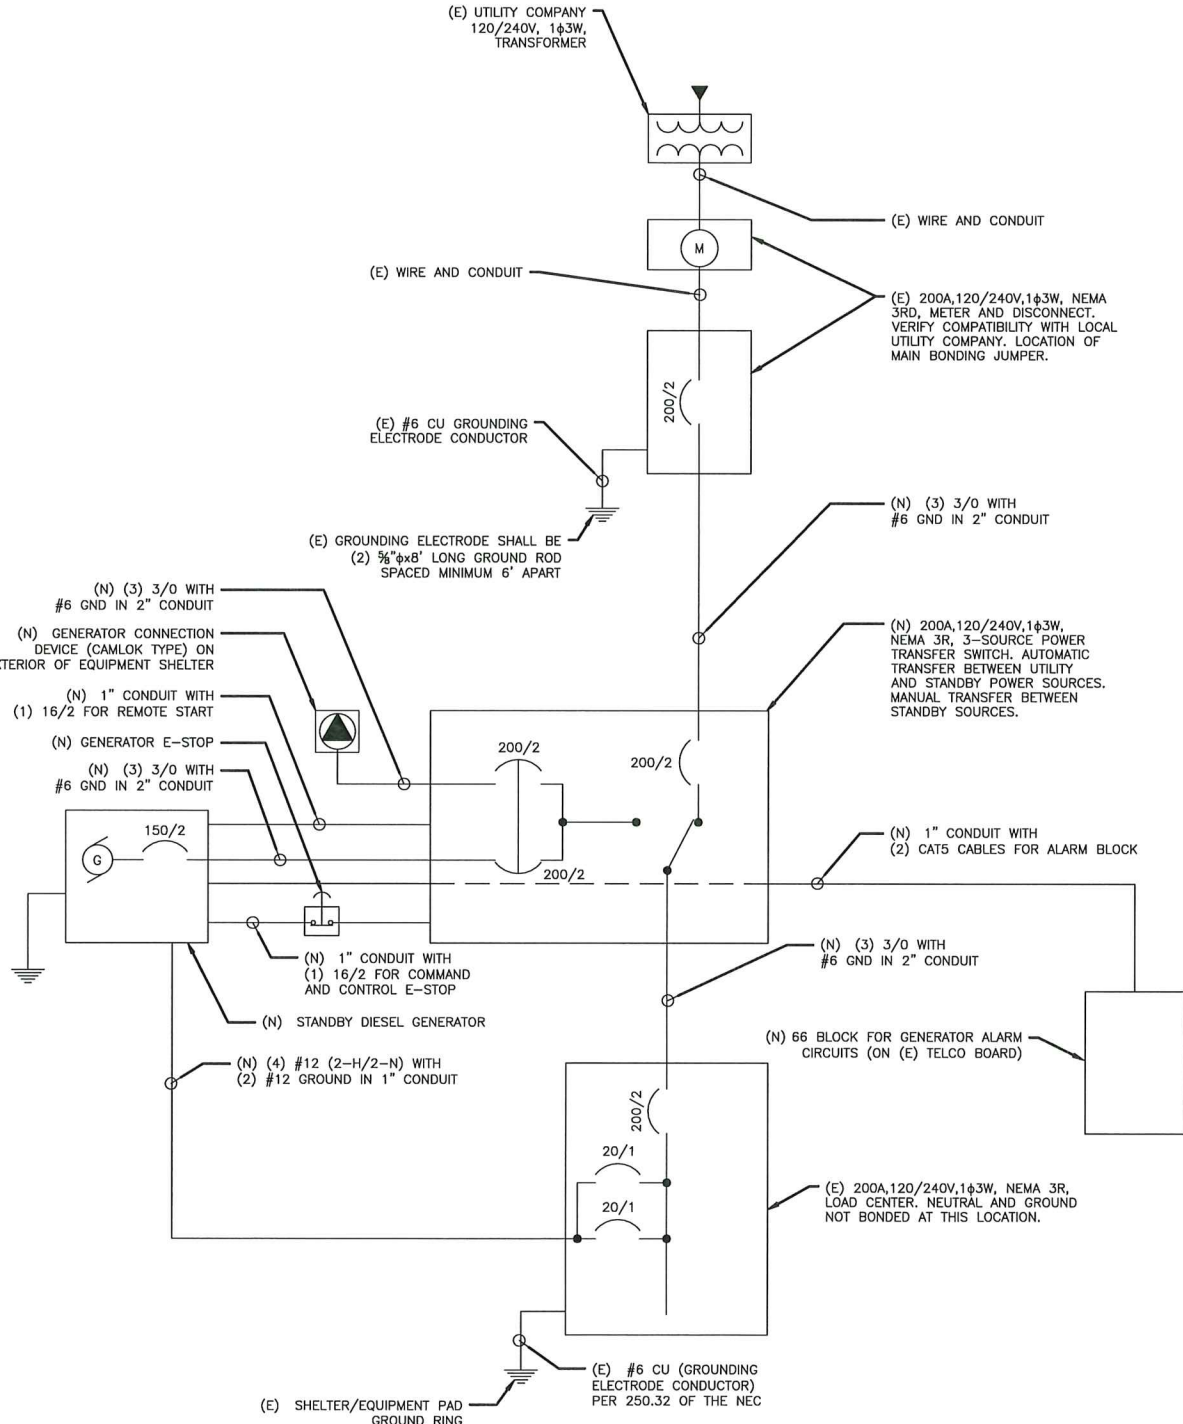 (E) UTILITY COMPANY
120/240V, 1ϕ3W,
TRANSFORMER
(E) WIRE AND CONDUIT
M
(E) WIRE AND CONDUIT
(E) 200A,120/240V,1ϕ3W, NEMA
3RD, METER AND DISCONNECT.
VERIFY COMPATIBILITY WITH LOCAL
UTILITY COMPANY. LOCATION OF
MAIN BONDING JUMPER.
200/2
(E) #6 CU GROUNDING
ELECTRODE CONDUCTOR
(N) (3) 3/0 WITH
#6 GND IN 2" CONDUIT
(E) GROUNDING ELECTRODE SHALL BE
(2) ⅝"ϕx8' LONG GROUND ROD
SPACED MINIMUM 6' APART
(N) (3) 3/0 WITH
#6 GND IN 2" CONDUIT
(N) GENERATOR CONNECTION
DEVICE (CAMLOK TYPE) ON
XTERIOR OF EQUIPMENT SHELTER
(N) 200A,120/240V,1ϕ3W,
NEMA 3R, 3-SOURCE POWER
TRANSFER SWITCH. AUTOMATIC
TRANSFER BETWEEN UTILITY
AND STANDBY POWER SOURCES.
MANUAL TRANSFER BETWEEN
STANDBY SOURCES.
(N) 1" CONDUIT WITH
(1) 16/2 FOR REMOTE START
(N) GENERATOR E-STOP
(N) (3) 3/0 WITH
#6 GND IN 2" CONDUIT
200/2
200/2
150/2
G
200/2
(N) 1" CONDUIT WITH
(2) CAT5 CABLES FOR ALARM BLOCK
(N) 1" CONDUIT WITH
(1) 16/2 FOR COMMAND
AND CONTROL E-STOP
(N) (3) 3/0 WITH
#6 GND IN 2" CONDUIT
(N) STANDBY DIESEL GENERATOR
(N) 66 BLOCK FOR GENERATOR ALARM
CIRCUITS (ON (E) TELCO BOARD)
(N) (4) #12 (2-H/2-N) WITH
(2) #12 GROUND IN 1" CONDUIT
200/2
20/1
20/1
(E) 200A,120/240V,1ϕ3W, NEMA 3R,
LOAD CENTER. NEUTRAL AND GROUND
NOT BONDED AT THIS LOCATION.
(E) #6 CU (GROUNDING
ELECTRODE CONDUCTOR)
PER 250.32 OF THE NEC
(E) SHELTER/EQUIPMENT PAD
GROUND RING